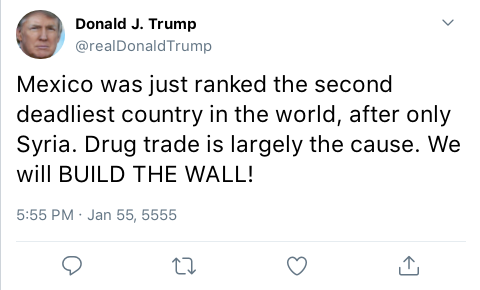 Donald J. Trump
@realDonaldTrump
Mexico was just ranked the second
deadliest country in the world, after only
Syria. Drug trade is largely the cause. We
will BUILD THE WALL!
5:55 PM · Jan 55, 5555